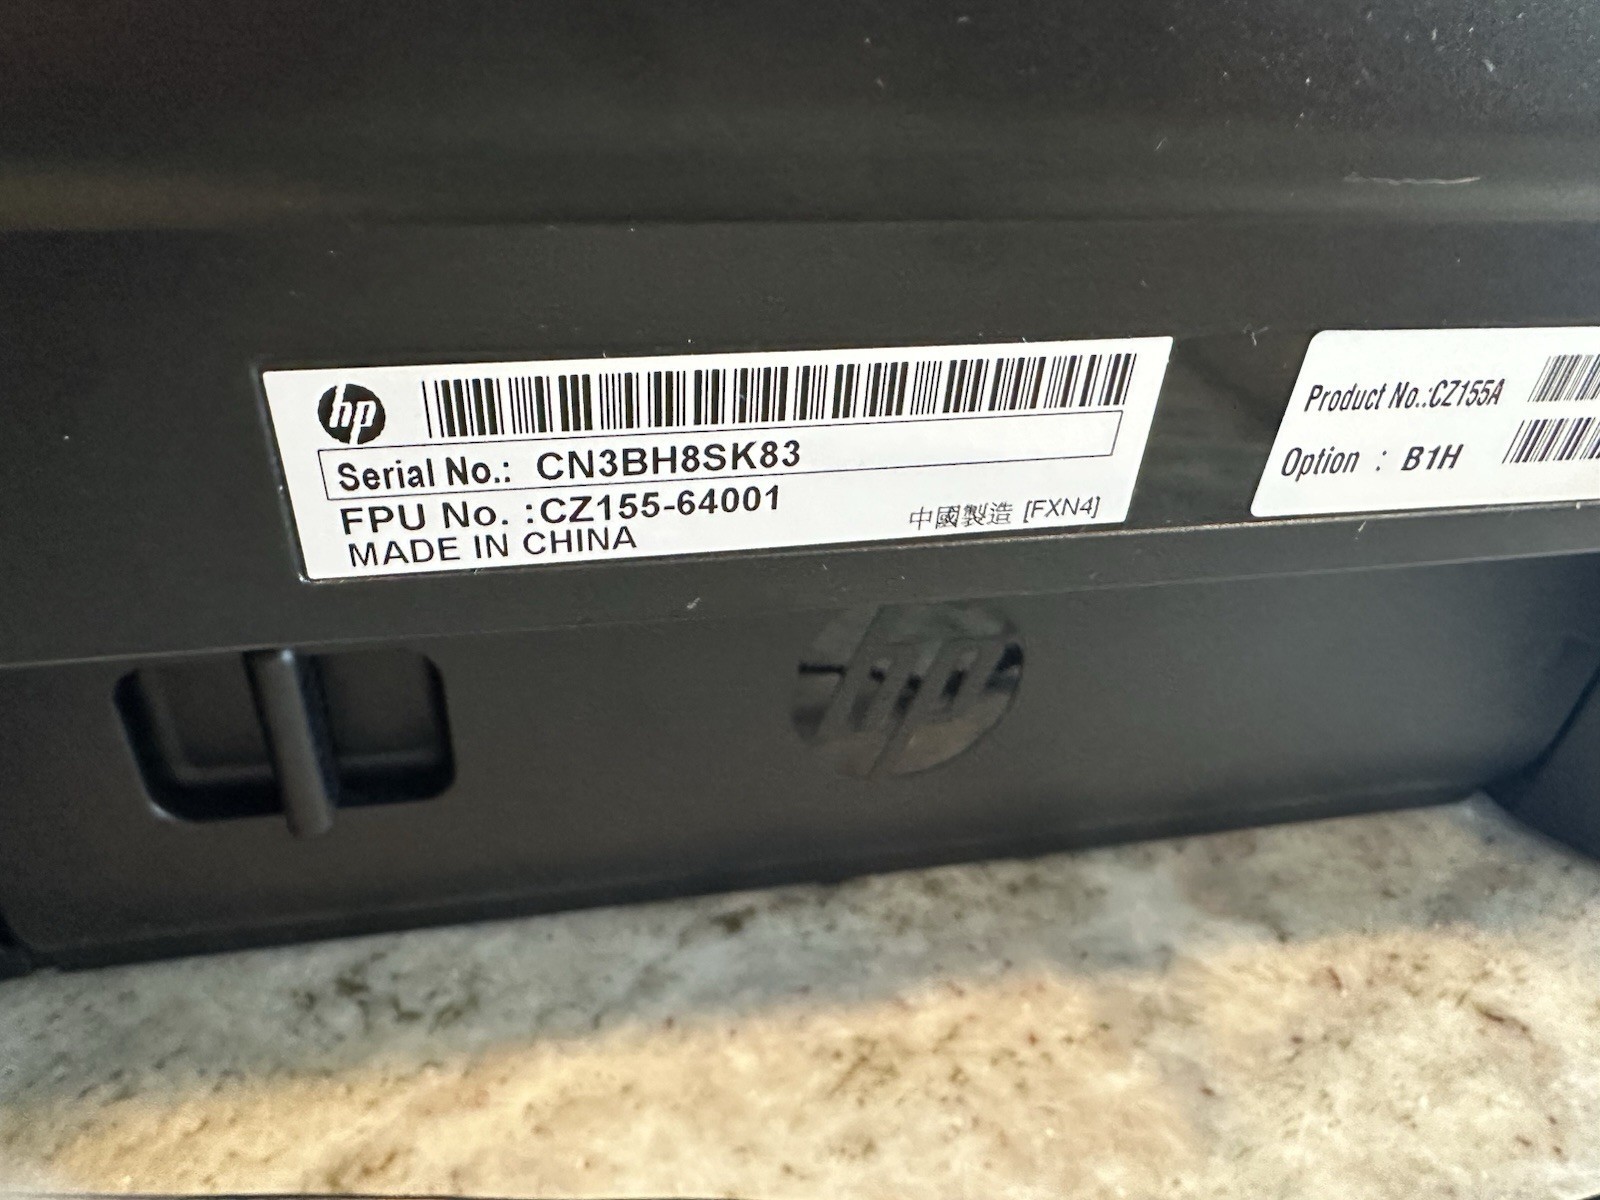 hp
Serial No.: CN3BH8SK83
FPU No. :CZ155-64001
MADE IN CHINA
中國製造 [FXN4]
Product No.:CZ155A
Option : B1H
hp